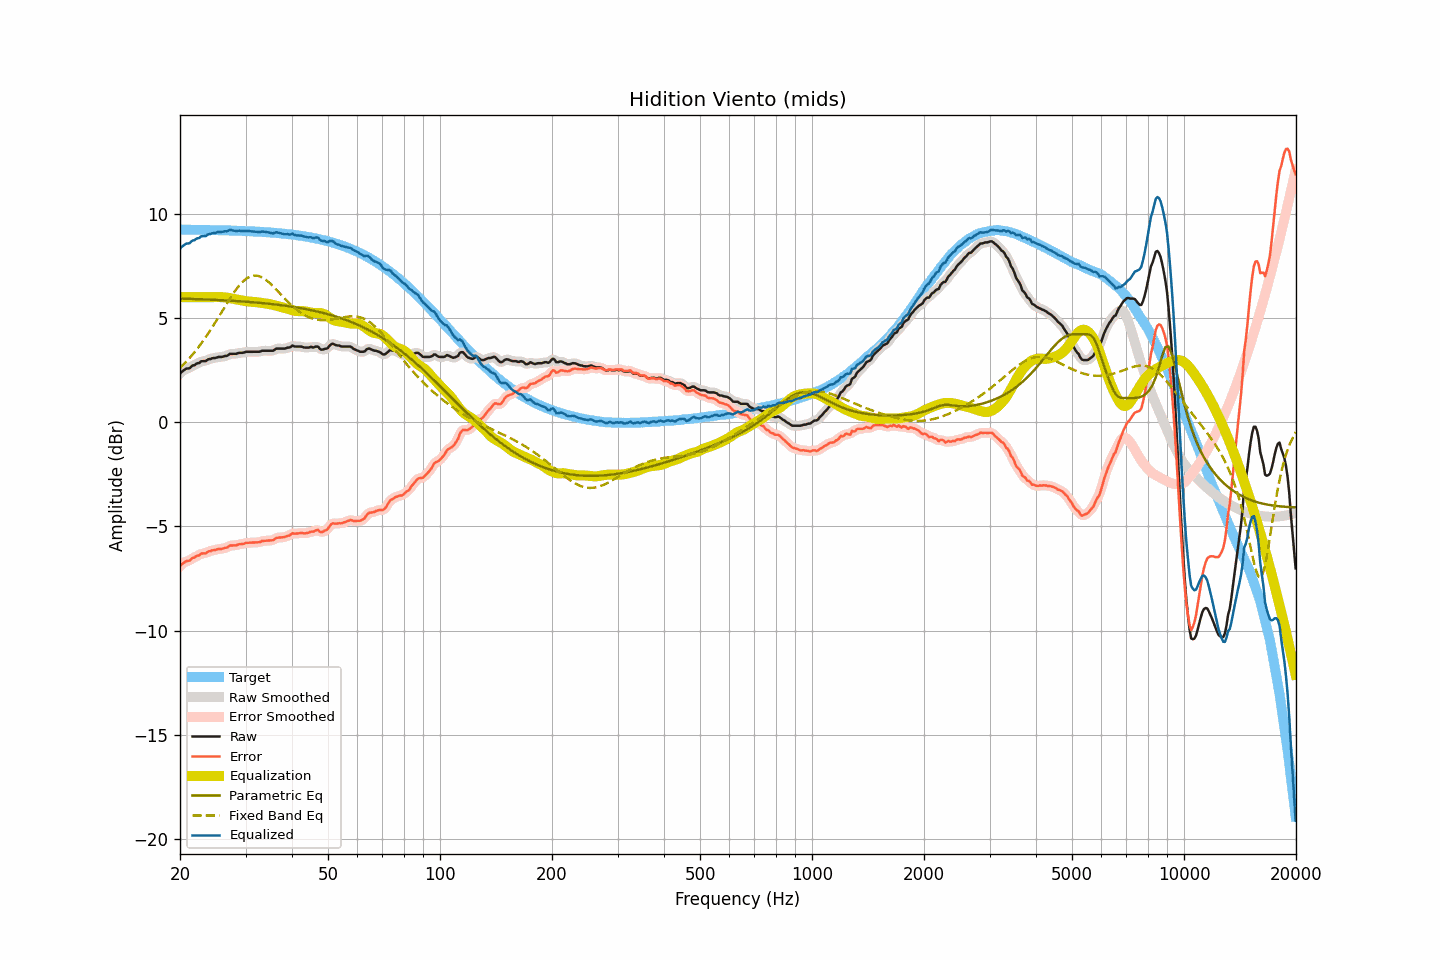 Hidition Viento (mids)
Amplitude (dBr)
10
5
0
−5
−10
−15
−20
Target
Raw Smoothed
Error Smoothed
Raw
Error
Equalization
Parametric Eq
Fixed Band Eq
Equalized
20 50 100 200 500 1000 2000 5000 10000 20000
Frequency (Hz)